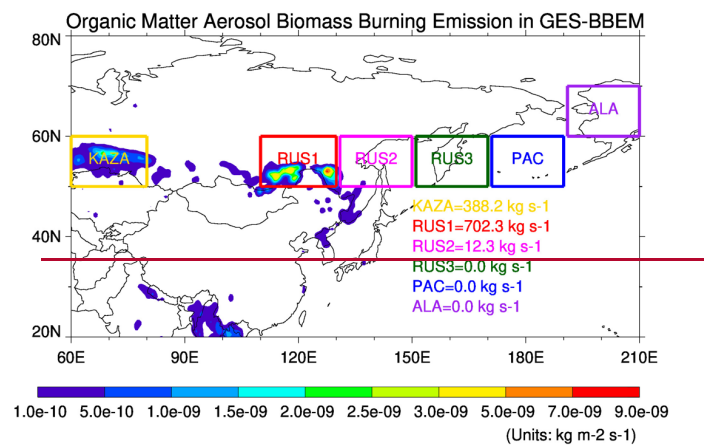 Organic Matter Aerosol Biomass Burning Emission in GES-BBEM
80N
ALA
60N
KAZA RUS1 RUS2 RUS3 PAC
KAZA=388.2 kg s-1
RUS1=702.3 kg s-1
40N
RUS2=12.3 kg s-1
RUS3=0.0 kg s-1
PAC=0.0 kg s-1
ALA=0.0 kg s-1
20N
60E 90E 120E 150E 180E 210E
1.0e-10 5.0e-10 1.0e-09 1.5e-09 2.0e-09 2.5e-09 3.0e-09 5.0e-09 7.0e-09 9.0e-09
(Units: kg m-2 s-1)